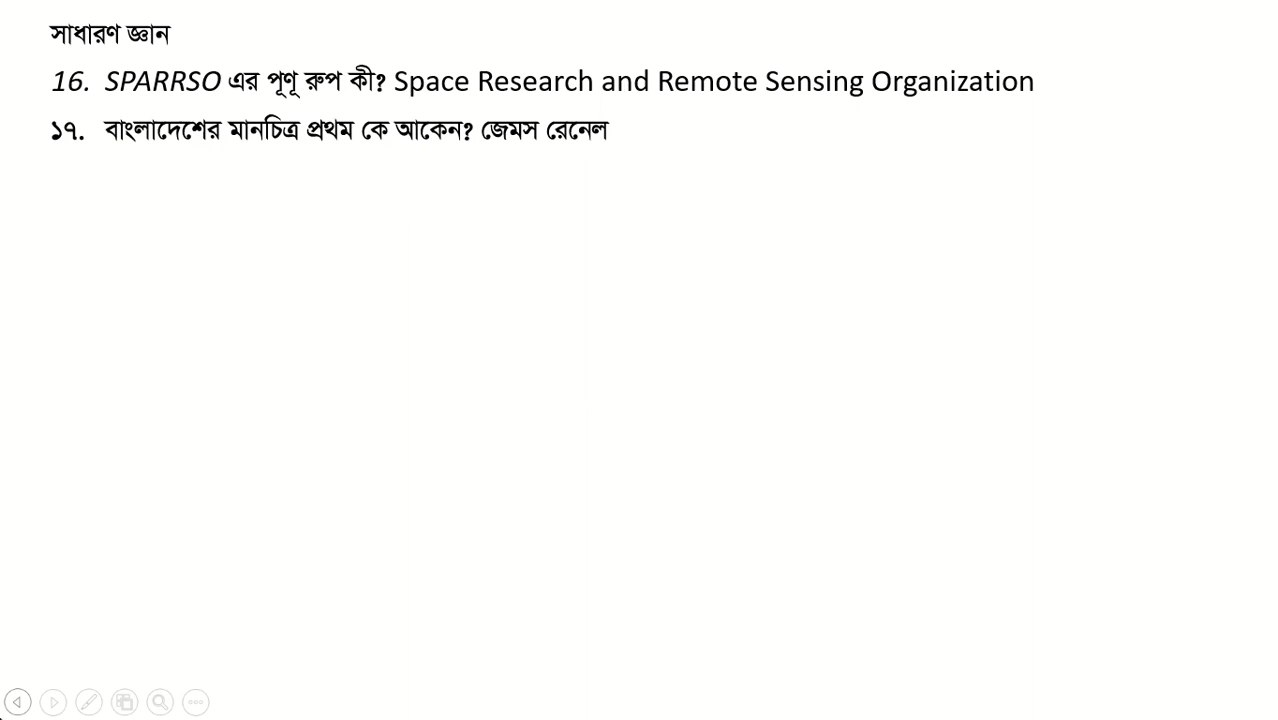 সাধারণ জ্ঞান
16. SPARRSO এর পূণূ রুপ কী? Space Research and Remote Sensing Organization
১৭. বাংলাদেশের মানচিত্র প্রথম কে আকেন? জেমস রেনেল